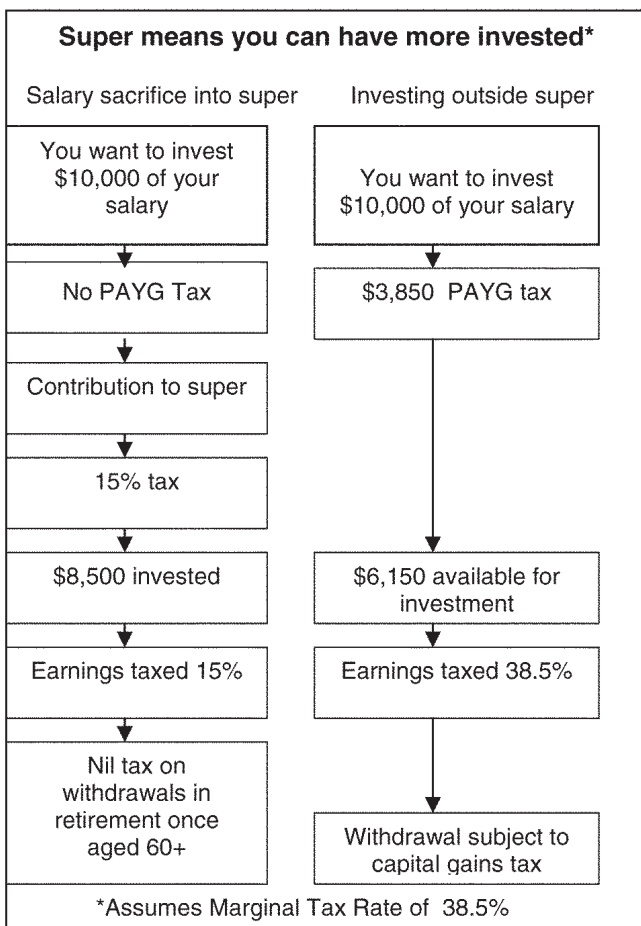 Super means you can have more invested*
Salary sacrifice into super
Investing outside super
You want to invest
$10,000 of your
salary
No PAYG Tax
Contribution to super
15% tax
$8,500 invested
Earnings taxed 15%
Nil tax on
withdrawals in
retirement once
aged 60+
You want to invest
$10,000 of your salary
$3,850 PAYG tax
$6,150 available for
investment
Earnings taxed 38.5%
Withdrawal subject to
capital gains tax
*Assumes Marginal Tax Rate of 38.5%